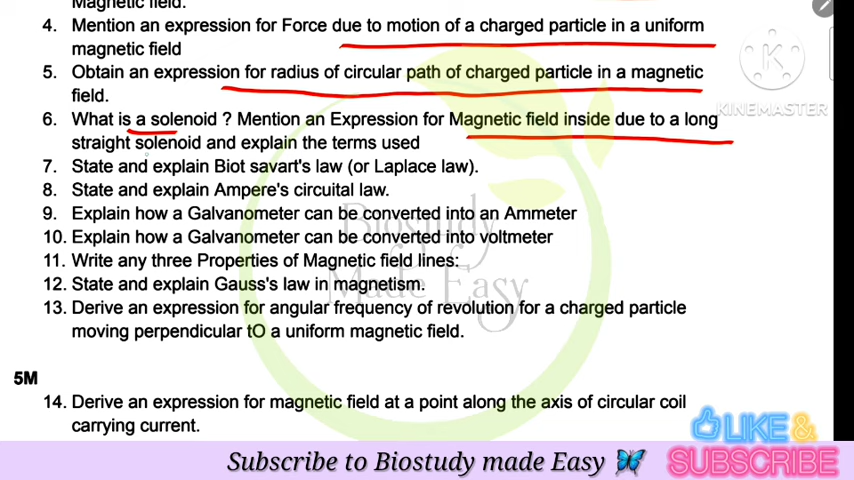 Magnetic field.
4. Mention an expression for Force due to motion of a charged particle in a uniform
magnetic field
5. Obtain an expression for radius of circular path of charged particle in a magnetic
field.
6. What is a solenoid ? Mention an Expression for Magnetic field inside due to a long
straight solenoid and explain the terms used
7. State and explain Biot savart's law (or Laplace law).
8. State and explain Ampere's circuital law.
9. Explain how a Galvanometer can be converted into an Ammeter
10. Explain how a Galvanometer can be converted into voltmeter
11. Write any three Properties of Magnetic field lines:
12. State and explain Gauss's law in magnetism.
13. Derive an expression for angular frequency of revolution for a charged particle
moving perpendicular tO a uniform magnetic field.
5M
14. Derive an expression for magnetic field at a point along the axis of circular coil
carrying current.
K
KINEMASTER
Biostudy
Made Easy
LIKE &
SUBSCRIBE
Subscribe to Biostudy made Easy